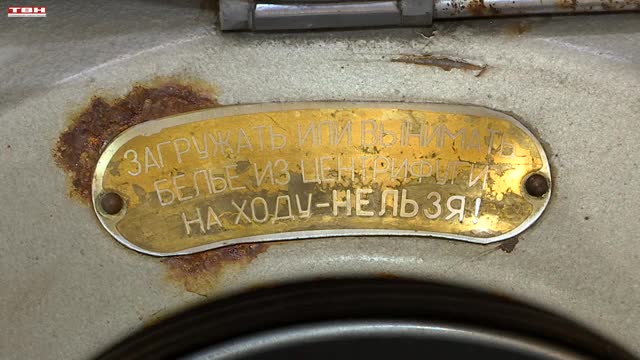 ТВН
ЗАГРУЖАТЬ ИЛИ ВЫНИМАТЬ
БЕЛЬЕ ИЗ ЦЕНТРИФУГИ
НА ХОДУ-НЕЛЬЗЯ!